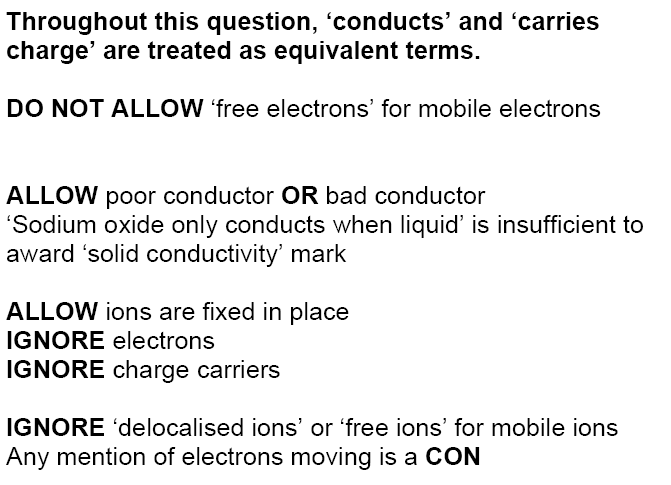 Throughout this question, ‘conducts’ and ‘carries
charge’ are treated as equivalent terms.
DO NOT ALLOW ‘free electrons’ for mobile electrons
ALLOW poor conductor OR bad conductor
‘Sodium oxide only conducts when liquid’ is insufficient to
award ‘solid conductivity’ mark
ALLOW ions are fixed in place
IGNORE electrons
IGNORE charge carriers
IGNORE ‘delocalised ions’ or ‘free ions’ for mobile ions
Any mention of electrons moving is a CON